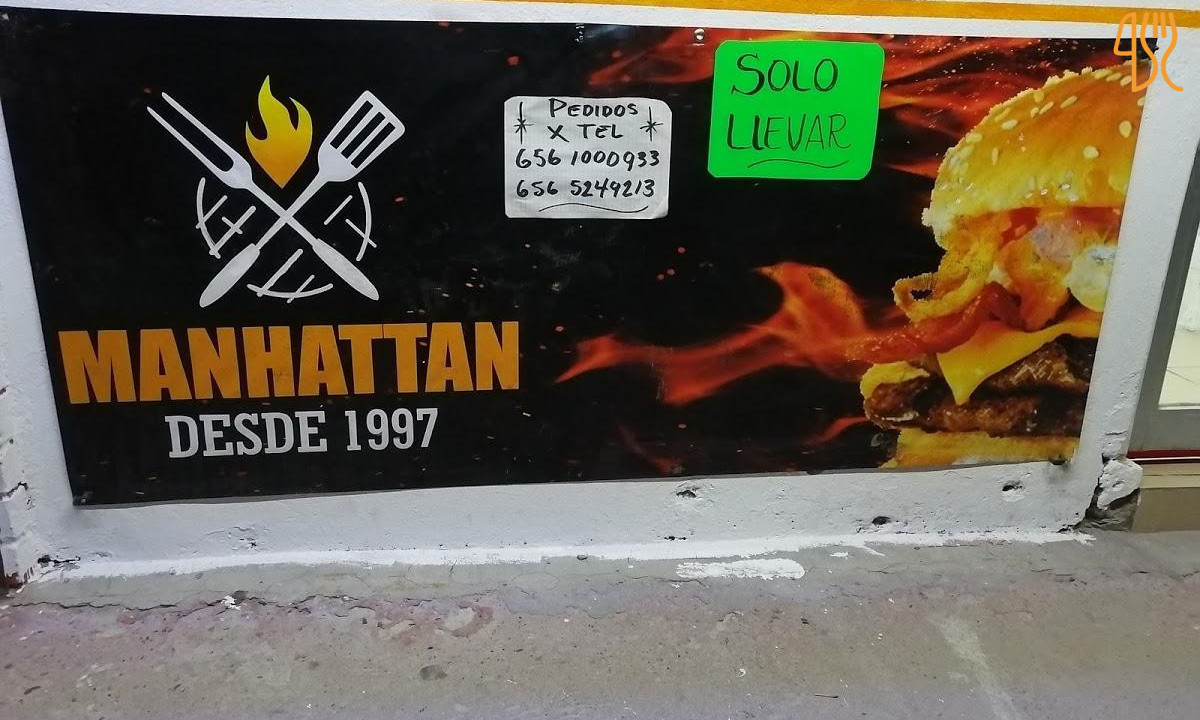 PEDIDOS
X TEL
656 1000933
656 5249213
SOLO
LLEVAR
MANHATTAN
DESDE 1997